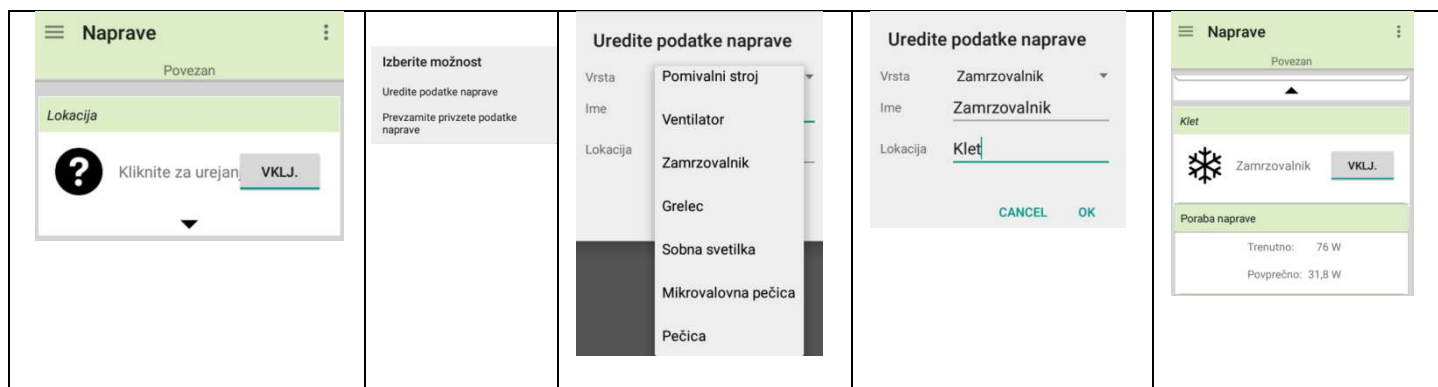 Naprave
Povezan
Lokacija
Kliknite za urejan
VKLJ.
Izberite možnost
Uredite podatke naprave
Prevzamite privzete podatke
naprave
Uredite podatke naprave
Vrsta
Pomivalni stroj
Ime
Ventilator
Lokacija
Zamrzovalnik
Grelec
Sobna svetilka
Mikrovalovna pečica
Pečica
Uredite podatke naprave
Vrsta Zamrzovalnik
Ime Zamrzovalnik
Lokacija Klet
CANCEL OK
Naprave
Povezan
Klet
Zamrzovalnik VKLJ.
Poraba naprave
Trenutno: 76 W
Povprečno: 31,8 W